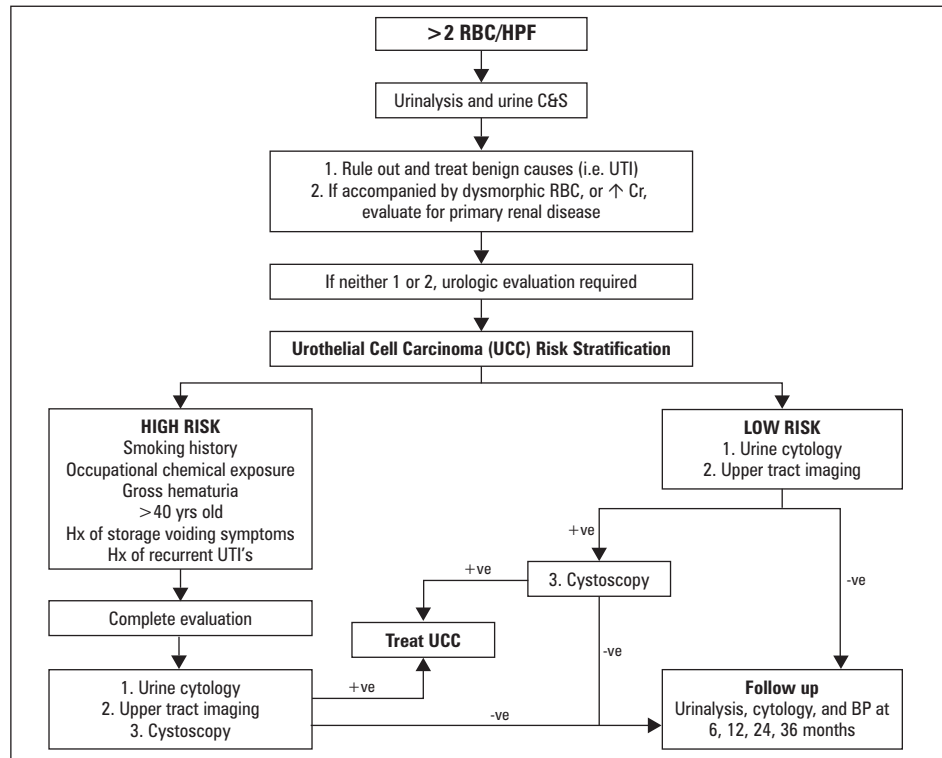 >2 RBC/HPF
Urinalysis and urine C&S
1. Rule out and treat benign causes (i.e. UTI)
2. If accompanied by dysmorphic RBC, or ↑ Cr,
evaluate for primary renal disease
If neither 1 or 2, urologic evaluation required
Urothelial Cell Carcinoma (UCC) Risk Stratification
HIGH RISK
Smoking history
Occupational chemical exposure
Gross hematuria
>40 yrs old
Hx of storage voiding symptoms
Hx of recurrent UTI's
LOW RISK
1. Urine cytology
2. Upper tract imaging
+ve
-ve
3. Cystoscopy
+ve
-ve
Complete evaluation
Treat UCC
1. Urine cytology
2. Upper tract imaging
3. Cystoscopy
+ve
-ve
Follow up
Urinalysis, cytology, and BP at
6, 12, 24, 36 months